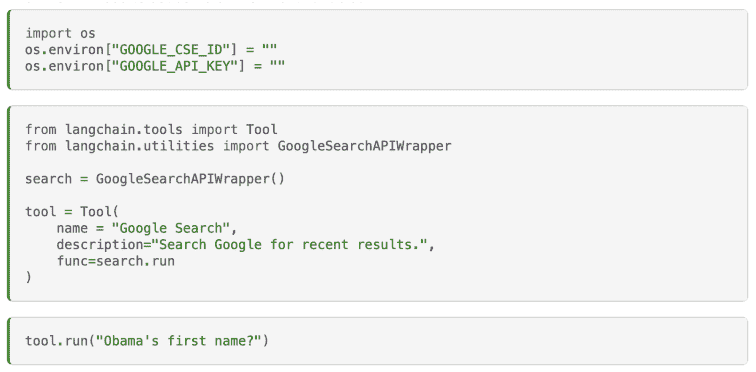 import os
os.environ["GOOGLE_CSE_ID"] = ""
os.environ["GOOGLE_API_KEY"] = ""
from langchain.tools import Tool
from langchain.utilities import GoogleSearchAPIWrapper
search = GoogleSearchAPIWrapper()
tool = Tool(
    name = "Google Search",
    description="Search Google for recent results.",
    func=search.run
)
tool.run("Obama's first name?")